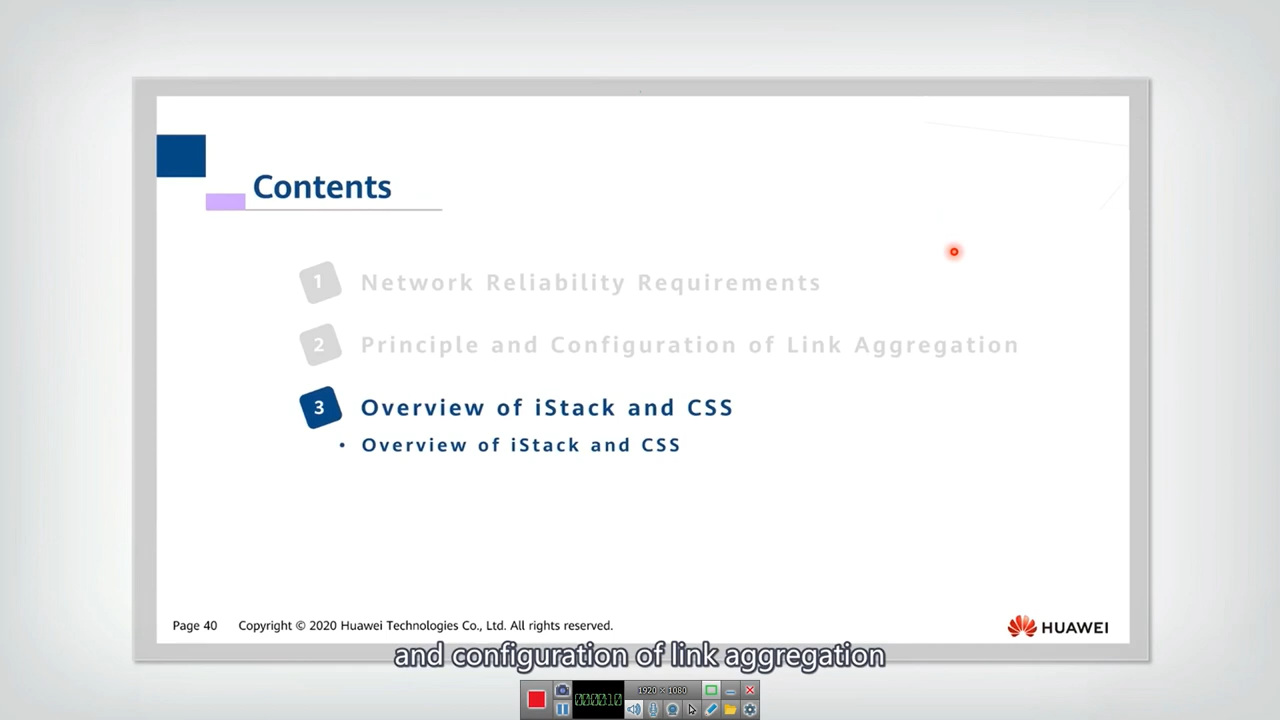 Contents
1 Network Reliability Requirements
2 Principle and Configuration of Link Aggregation
3 Overview of iStack and CSS
• Overview of iStack and CSS
Page 40 Copyright © 2020 Huawei Technologies Co., Ltd. All rights reserved.
HUAWEI
and configuration of link aggregation
1920 × 1080
000010